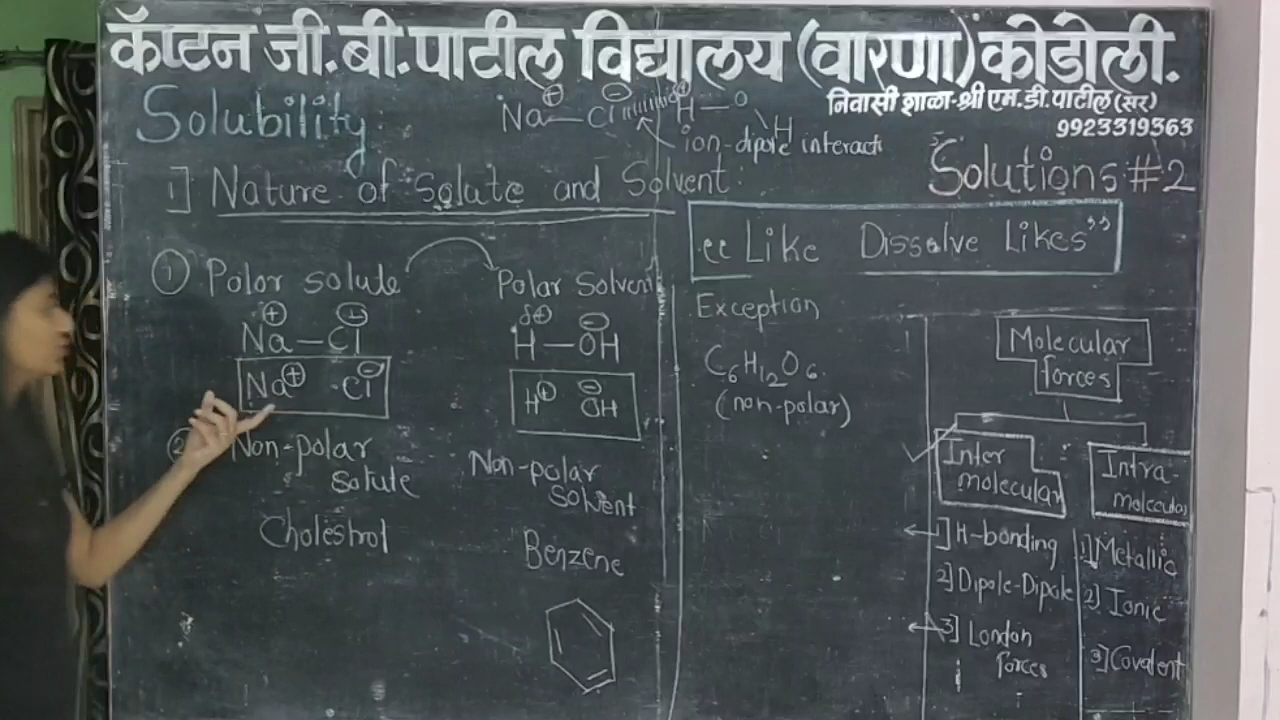 कॅप्टन जी.बी.पाटील विद्यालय (वारणा) कोडोली.
निवासी शाळा-श्री एम.डी.पाटील (सर)
9923319363
Solubility.
Na⊕—Cl⊖ H⊕—O
H
ion-dipole interact
Solutions #2
1] Nature of Solute and Solvent:
"Like Dissolve Likes"
① Polar solute
Na⊕—Cl
Na⊕ ·Cl⊖
Polar Solvent
δ⊕ ⊖
H—OH
H⊕ ⊖OH
② Non-polar
solute
Cholestrol
Non-polar
Solvent
Benzene
Exception
C₆H₁₂O₆.
(non-polar)
Molecular
forces
Inter
molecular
1] H-bonding
2] Dipole-Dipole
3] London
forces
Intra-
molecular
1] Metallic
2] Ionic
3] Covalent